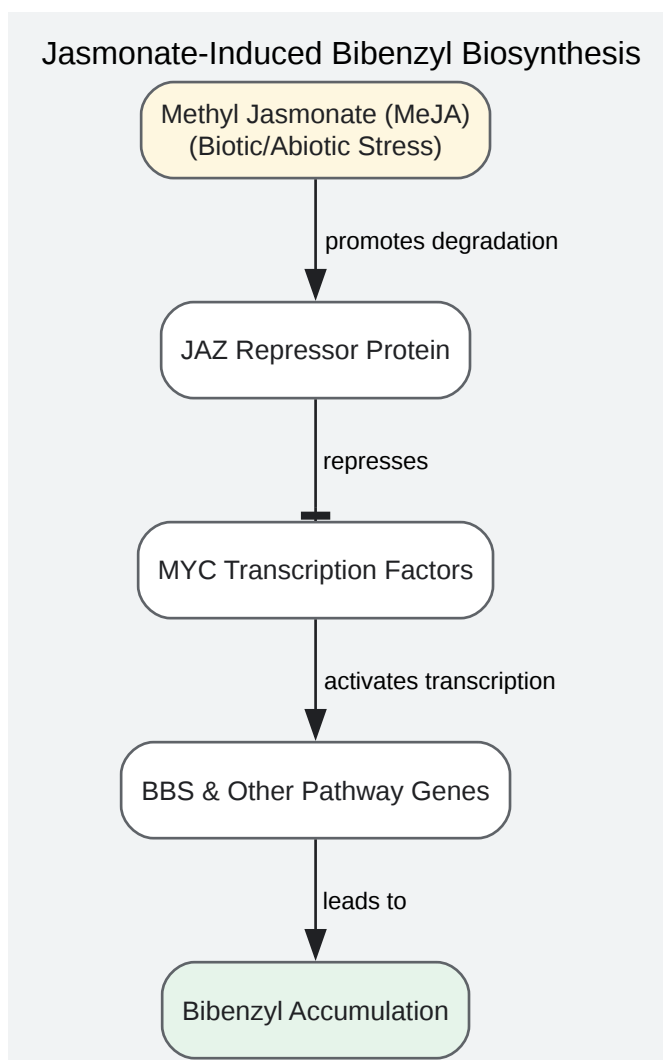 Jasmonate-Induced Bibenzyl Biosynthesis
Methyl Jasmonate (MeJA)
(Biotic/Abiotic Stress)
promotes degradation
JAZ Repressor Protein
represses
MYC Transcription Factors
activates transcription
BBS & Other Pathway Genes
leads to
Bibenzyl Accumulation